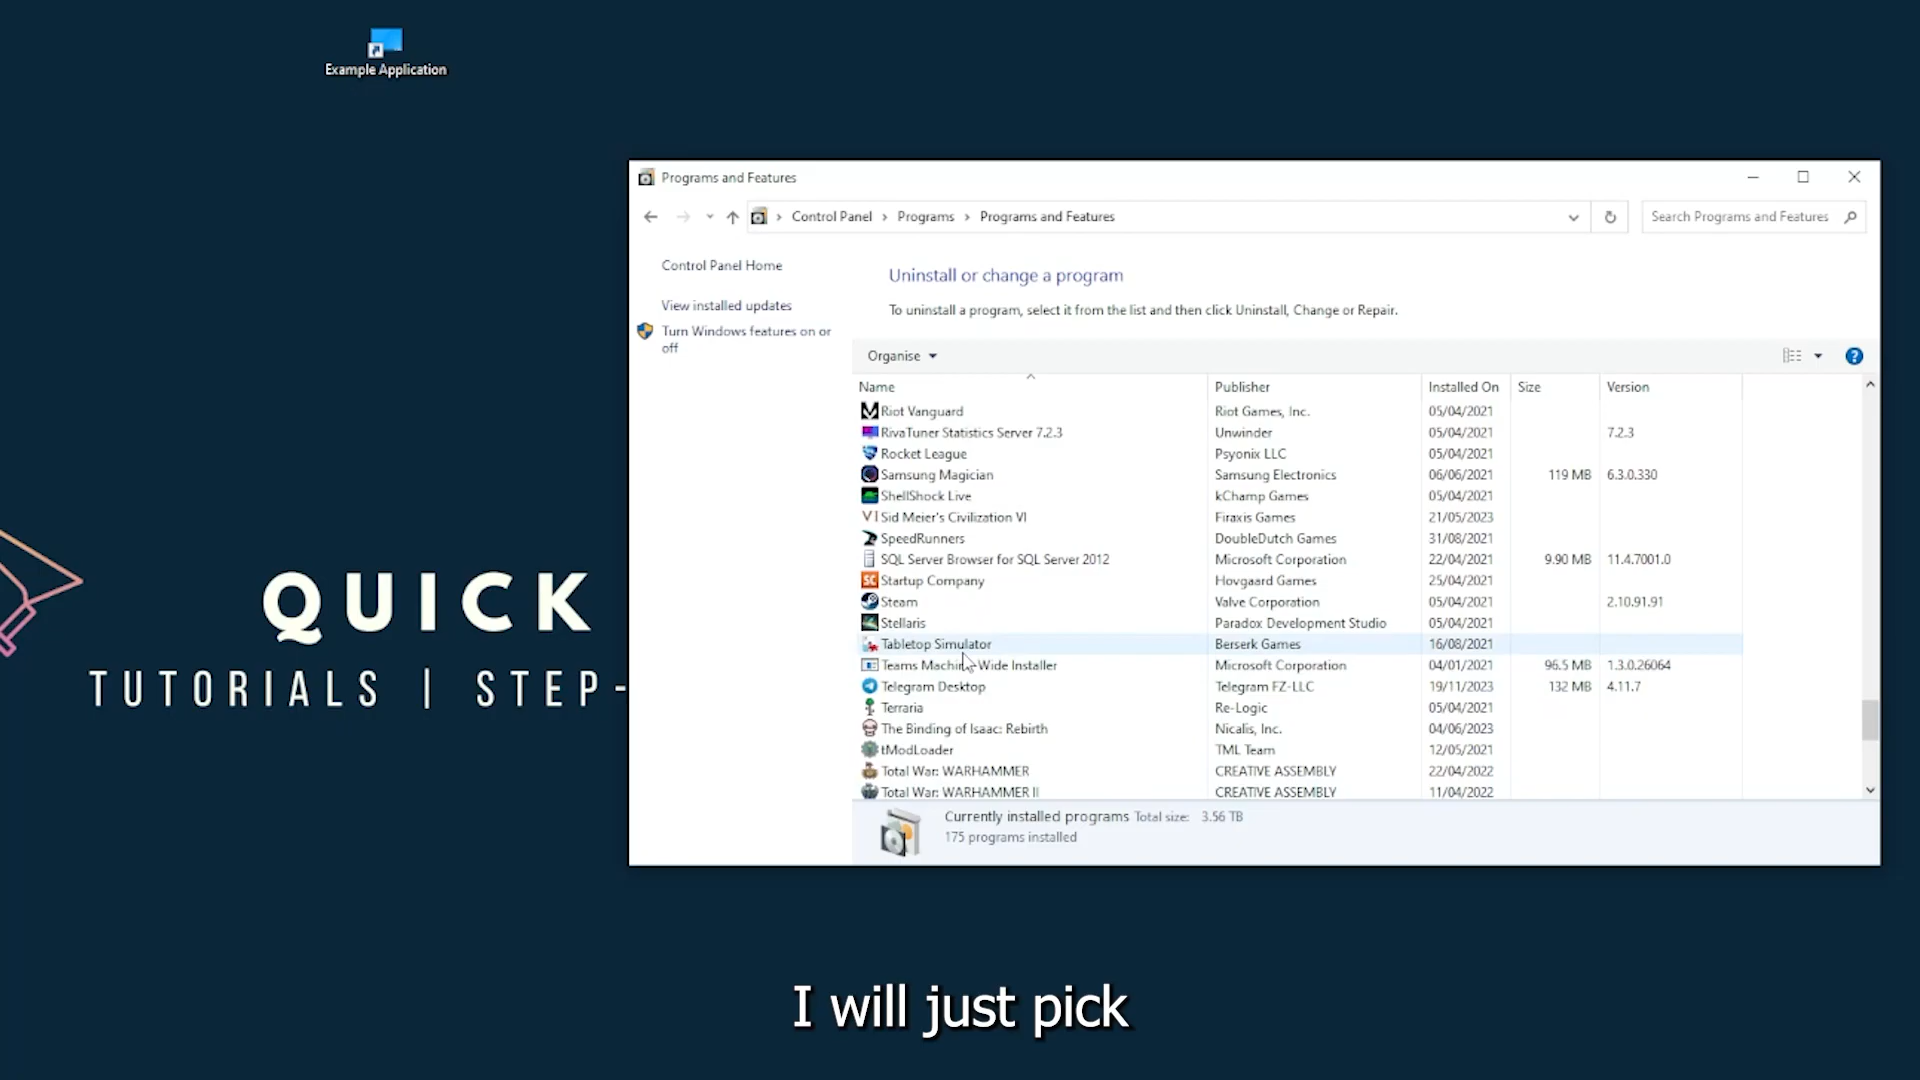 Example Application
QUICK
TUTORIALS | STEP-
Programs and Features
Control Panel > Programs > Programs and Features
Search Programs and Features
Control Panel Home
View installed updates
Turn Windows features on or
off
Uninstall or change a program
To uninstall a program, select it from the list and then click Uninstall, Change or Repair.
Organise
Name Publisher Installed On Size Version
Riot Vanguard Riot Games, Inc. 05/04/2021
RivaTuner Statistics Server 7.2.3 Unwinder 05/04/2021 7.2.3
Rocket League Psyonix LLC 05/04/2021
Samsung Magician Samsung Electronics 06/06/2021 119 MB 6.3.0.330
ShellShock Live kChamp Games 05/04/2021
VI Sid Meier's Civilization VI Firaxis Games 21/05/2023
SpeedRunners DoubleDutch Games 31/08/2021
SQL Server Browser for SQL Server 2012 Microsoft Corporation 22/04/2021 9.90 MB 11.4.7001.0
SC Startup Company Hovgaard Games 25/04/2021
Steam Valve Corporation 05/04/2021 2.10.91.91
Stellaris Paradox Development Studio 05/04/2021
Tabletop Simulator Berserk Games 16/08/2021
Teams Machine-Wide Installer Microsoft Corporation 04/01/2021 96.5 MB 1.3.0.26064
Telegram Desktop Telegram FZ-LLC 19/11/2023 132 MB 4.11.7
Terraria Re-Logic 05/04/2021
The Binding of Isaac: Rebirth Nicalis, Inc. 04/06/2023
tModLoader TML Team 12/05/2021
Total War: WARHAMMER CREATIVE ASSEMBLY 22/04/2022
Total War: WARHAMMER II CREATIVE ASSEMBLY 11/04/2022
Currently installed programs Total size: 3.56 TB
175 programs installed
I will just pick